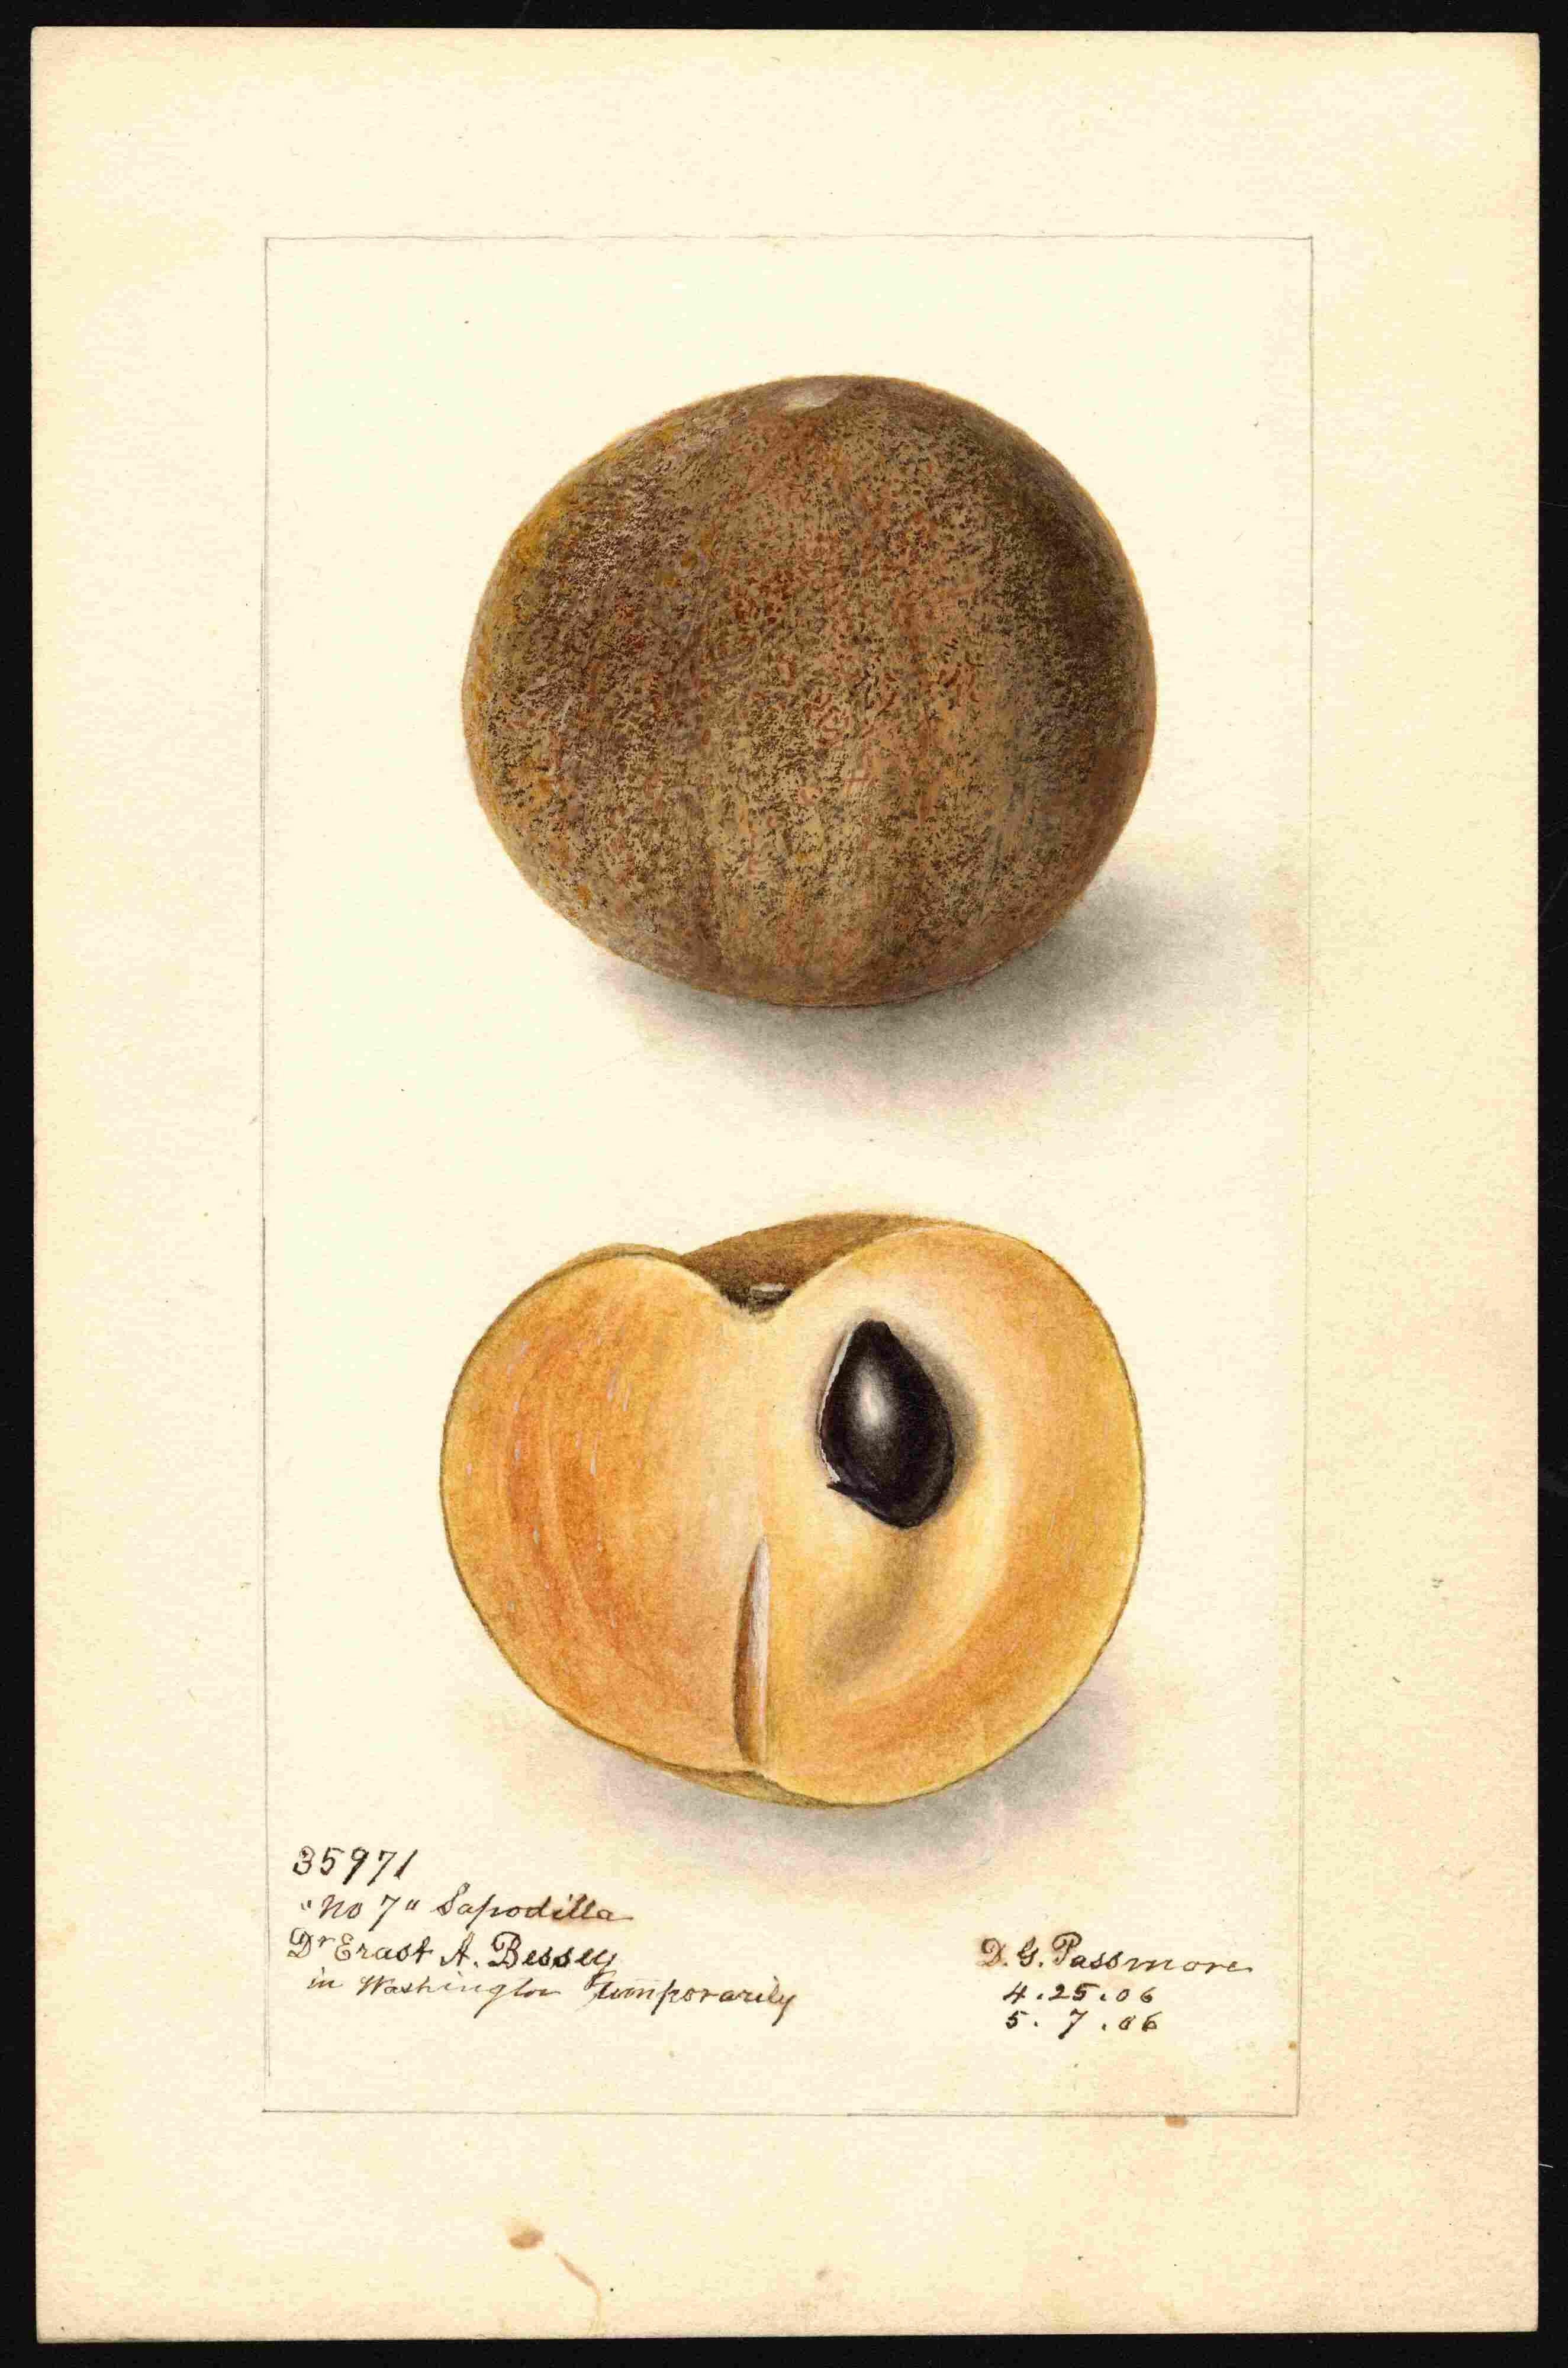 35971
"No 7" Sapodilla
Dr Erast A. Bessey
in Washington Temporarily
D. G. Passmore
4.25.06
5.7.06